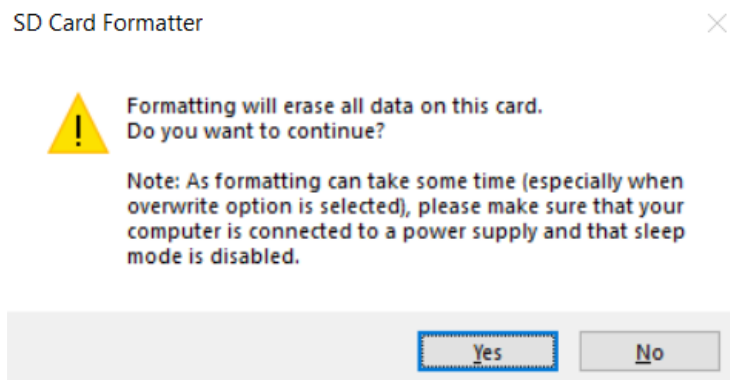 SD Card Formatter
Formatting will erase all data on this card.
Do you want to continue?
Note: As formatting can take some time (especially when
overwrite option is selected), please make sure that your
computer is connected to a power supply and that sleep
mode is disabled.
Yes
No